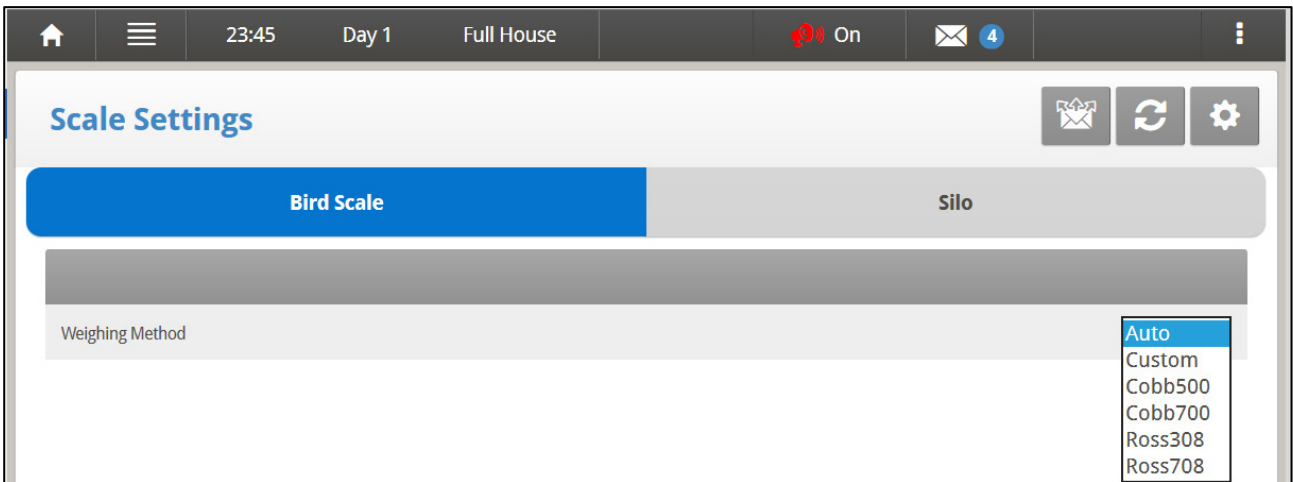 23:45 Day 1 Full House On 4
Scale Settings
Bird Scale Silo
Weighing Method Auto
Custom
Cobb500
Cobb700
Ross308
Ross708